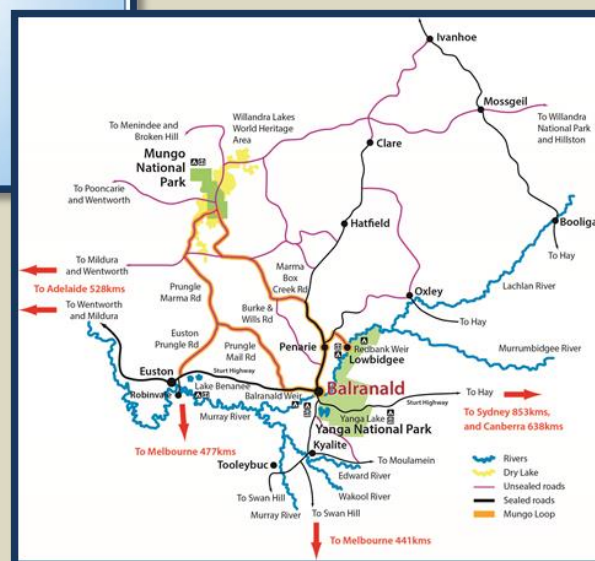 Ivanhoe
Mossgeil
To Willandra
National Park
and Hillston
To Menindee and
Broken Hill
Willandra Lakes
World Heritage
Area
Clare
Mungo
National
Park
To Pooncarie
and Wentworth
Hatfield
Booligal
To Hay
To Mildura
and Wentworth
To Adelaide 528kms
To Wentworth
and Mildura
Prungle
Marma Rd
Marma
Box
Creek Rd
Oxley
Lachlan River
Burke &
Wills Rd
To Hay
Euston
Prungle Rd
Prungle
Mail Rd
Penarie
Redbank Weir
Lowbidgee
Murrumbidgee River
Euston
Sturt Highway
Lake Benanee
Robinvale
Balranald Weir
Balranald
Sturt Highway
To Hay
Murray River
Yanga Lake
Yanga National Park
To Sydney 853kms,
and Canberra 638kms
To Melbourne 477kms
Kyalite
To Moulamein
Tooleybuc
Edward River
Wakool River
To Swan Hill
Murray River
To Swan Hill
To Melbourne 441kms
Rivers
Dry Lake
Unsealed roads
Sealed roads
Mungo Loop